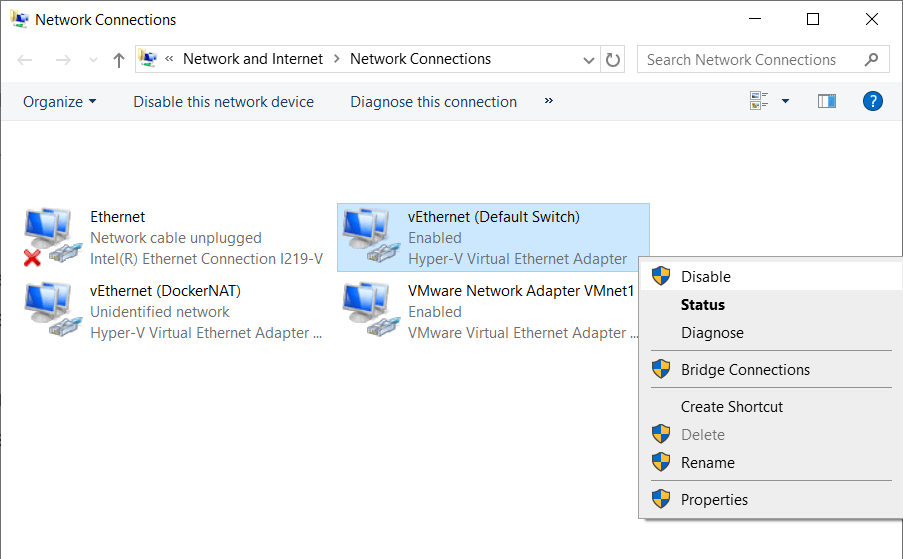 Network Connections
« Network and Internet > Network Connections
Search Network Connections
Organize
Disable this network device
Diagnose this connection
»
?
Ethernet
Network cable unplugged
Intel(R) Ethernet Connection I219-V
vEthernet (Default Switch)
Enabled
Hyper-V Virtual Ethernet Adapter
vEthernet (DockerNAT)
Unidentified network
Hyper-V Virtual Ethernet Adapter ...
VMware Network Adapter VMnet1
Enabled
VMware Virtual Ethernet Adapter ...
Disable
Status
Diagnose
Bridge Connections
Create Shortcut
Delete
Rename
Properties